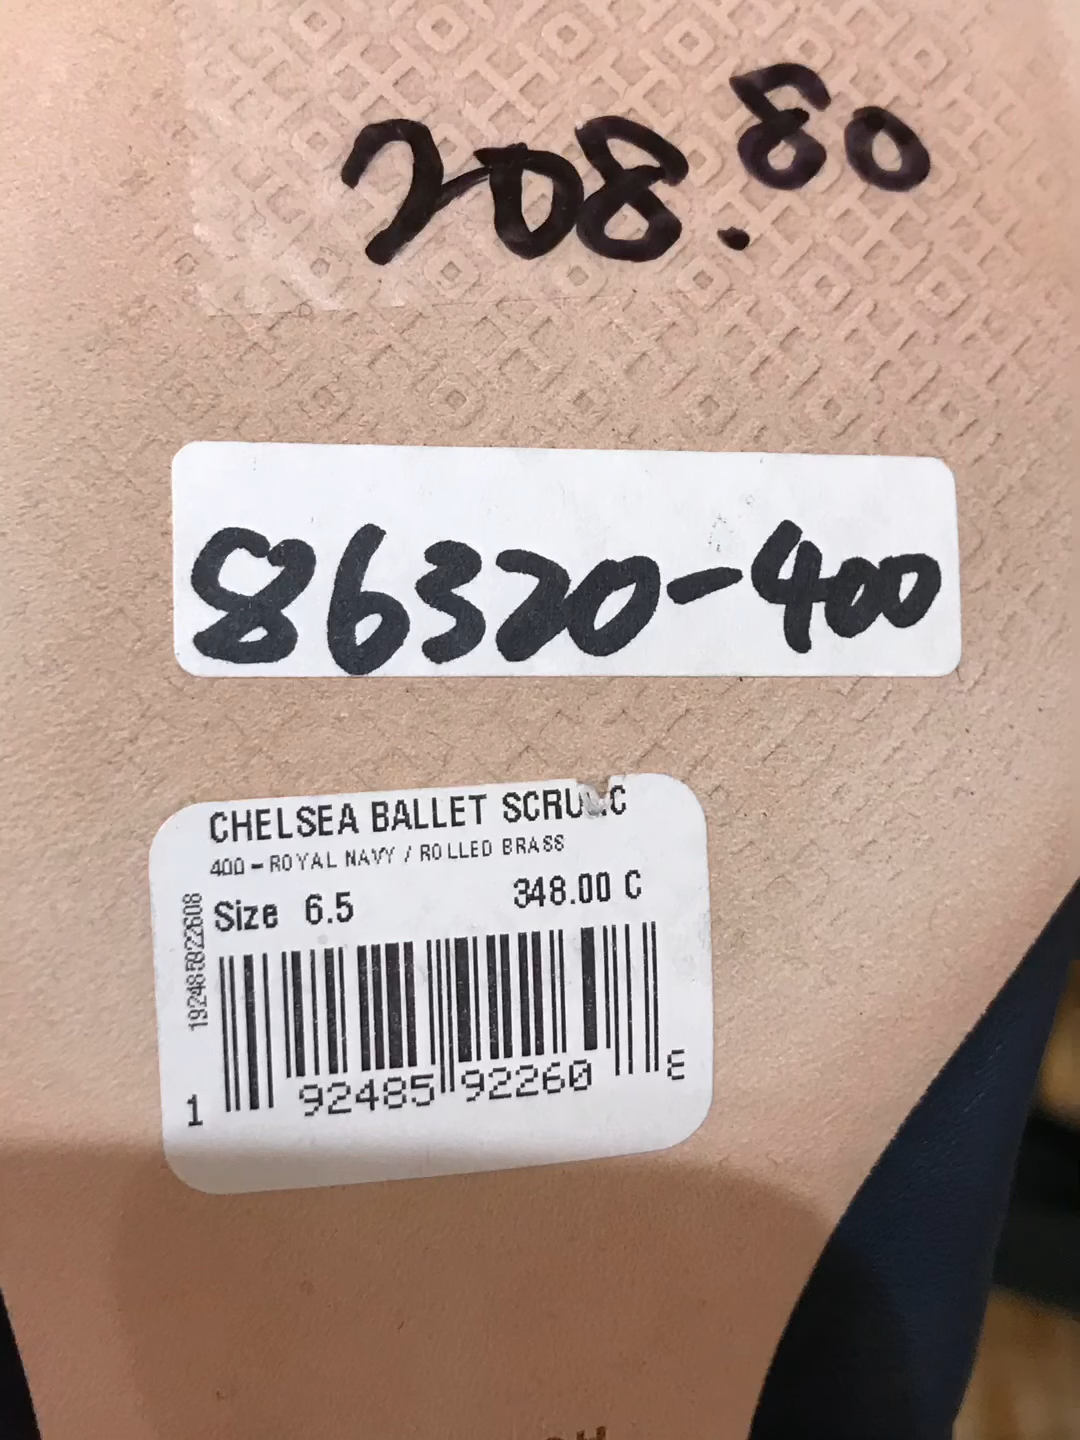 208.80
86320-400
CHELSEA BALLET
400-ROYAL NAVY / ROLLED BRASS
Size 6.5 348.00 C
192485922608
1 92485 92260